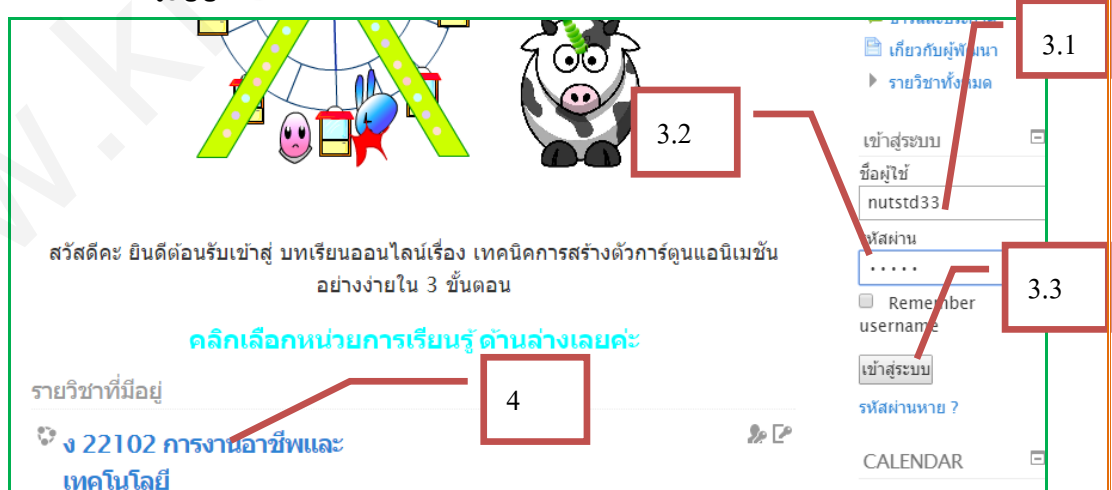 3.1
เกี่ยวกับผู้พัฒนา
รายวิชาทั้งหมด
3.2
เข้าสู่ระบบ
ชื่อผู้ใช้
nutstd33
รหัสผ่าน
.....
Remember
username
3.3
เข้าสู่ระบบ
รหัสผ่านหาย ?
CALENDAR
สวัสดีคะ ยินดีต้อนรับเข้าสู่ บทเรียนออนไลน์เรื่อง เทคนิคการสร้างตัวการ์ตูนแอนิเมชัน
อย่างง่ายใน 3 ขั้นตอน
คลิกเลือกหน่วยการเรียนรู้ ด้านล่างเลยค่ะ
รายวิชาที่มีอยู่
4
ง 22102 การงานอาชีพและ
เทคโนโลยี